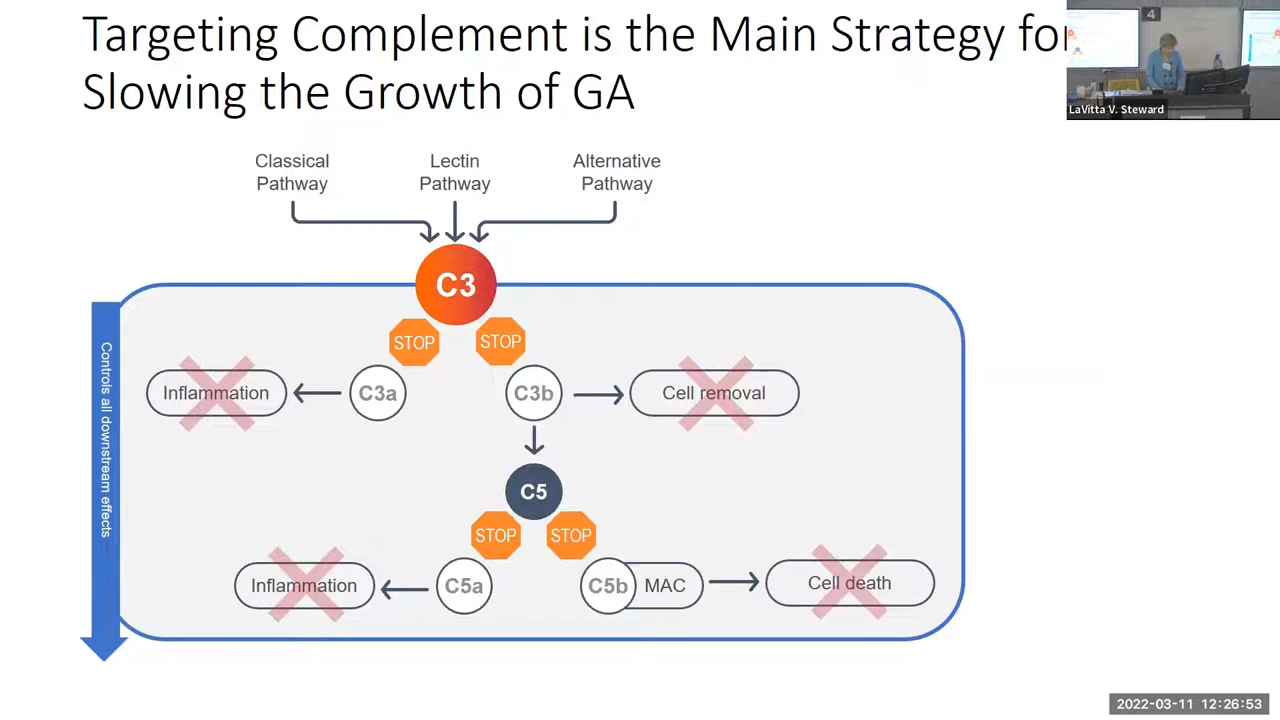 Targeting Complement is the Main Strategy for
Slowing the Growth of GA
4
LaVitta V. Steward
Classical
Pathway
Lectin
Pathway
Alternative
Pathway
C3
STOP
STOP
Controls all downstream effects
Inflammation
C3a
C3b
Cell removal
C5
STOP
STOP
Inflammation
C5a
C5b
MAC
Cell death
2022-03-11 12:26:53